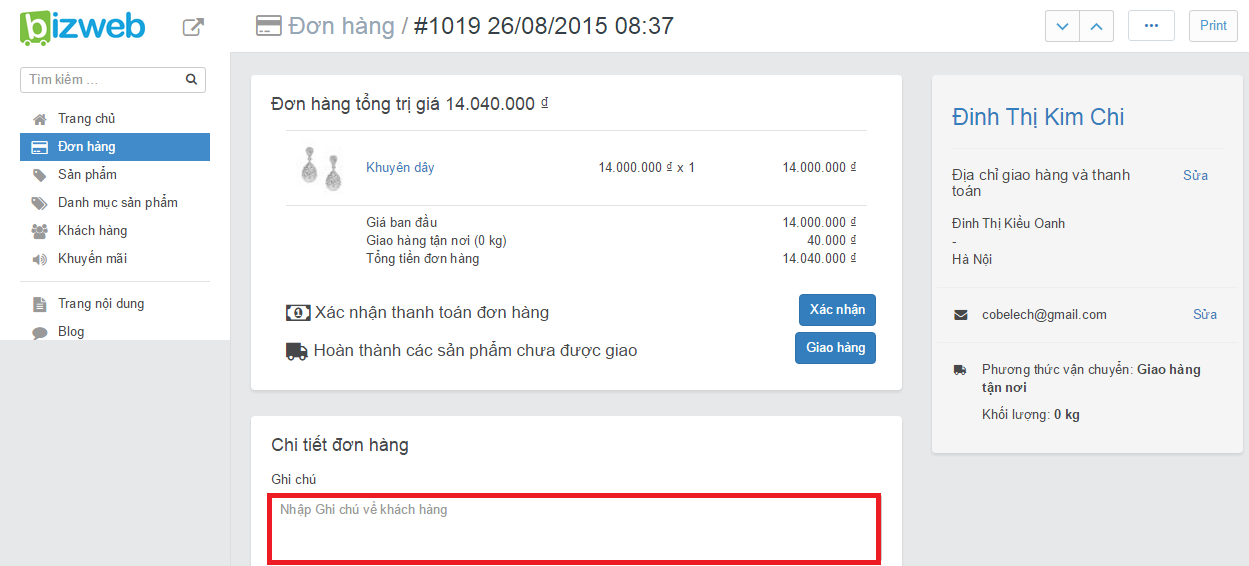 bizweb
Đơn hàng / #1019 26/08/2015 08:37
Print
Tìm kiếm ...
Trang chủ
Đơn hàng
Sản phẩm
Danh mục sản phẩm
Khách hàng
Khuyến mãi
Trang nội dung
Blog
Đơn hàng tổng trị giá 14.040.000 ₫
Khuyên dây 14.000.000 ₫ x 1 14.000.000 ₫
Giá ban đầu 14.000.000 ₫
Giao hàng tận nơi (0 kg) 40.000 ₫
Tổng tiền đơn hàng 14.040.000 ₫
Xác nhận thanh toán đơn hàng Xác nhận
Hoàn thành các sản phẩm chưa được giao Giao hàng
Chi tiết đơn hàng
Ghi chú
Nhập Ghi chú về khách hàng
Đinh Thị Kim Chi
Địa chỉ giao hàng và thanh Sửa
toán
Đinh Thị Kiều Oanh
-
Hà Nội
cobelech@gmail.com Sửa
Phương thức vận chuyển: Giao hàng
tận nơi
Khối lượng: 0 kg